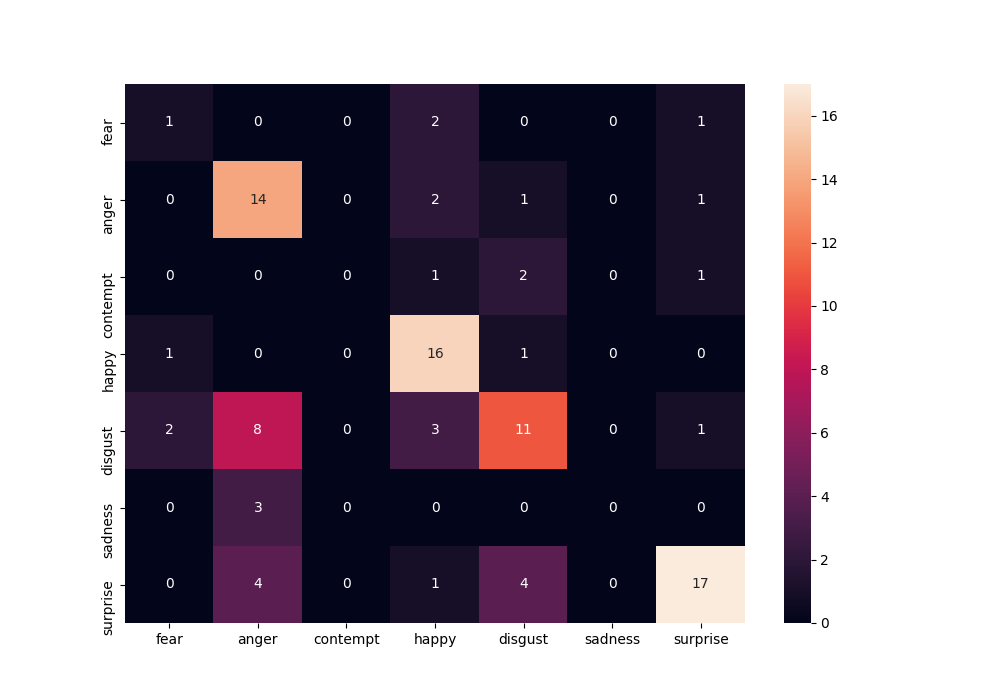 fear 1 0 0 2 0 0 1
anger 0 14 0 2 1 0 1
contempt 0 0 0 1 2 0 1
happy 1 0 0 16 1 0 0
disgust 2 8 0 3 11 0 1
sadness 0 3 0 0 0 0 0
surprise 0 4 0 1 4 0 17
fear anger contempt happy disgust sadness surprise
16
14
12
10
8
6
4
2
0